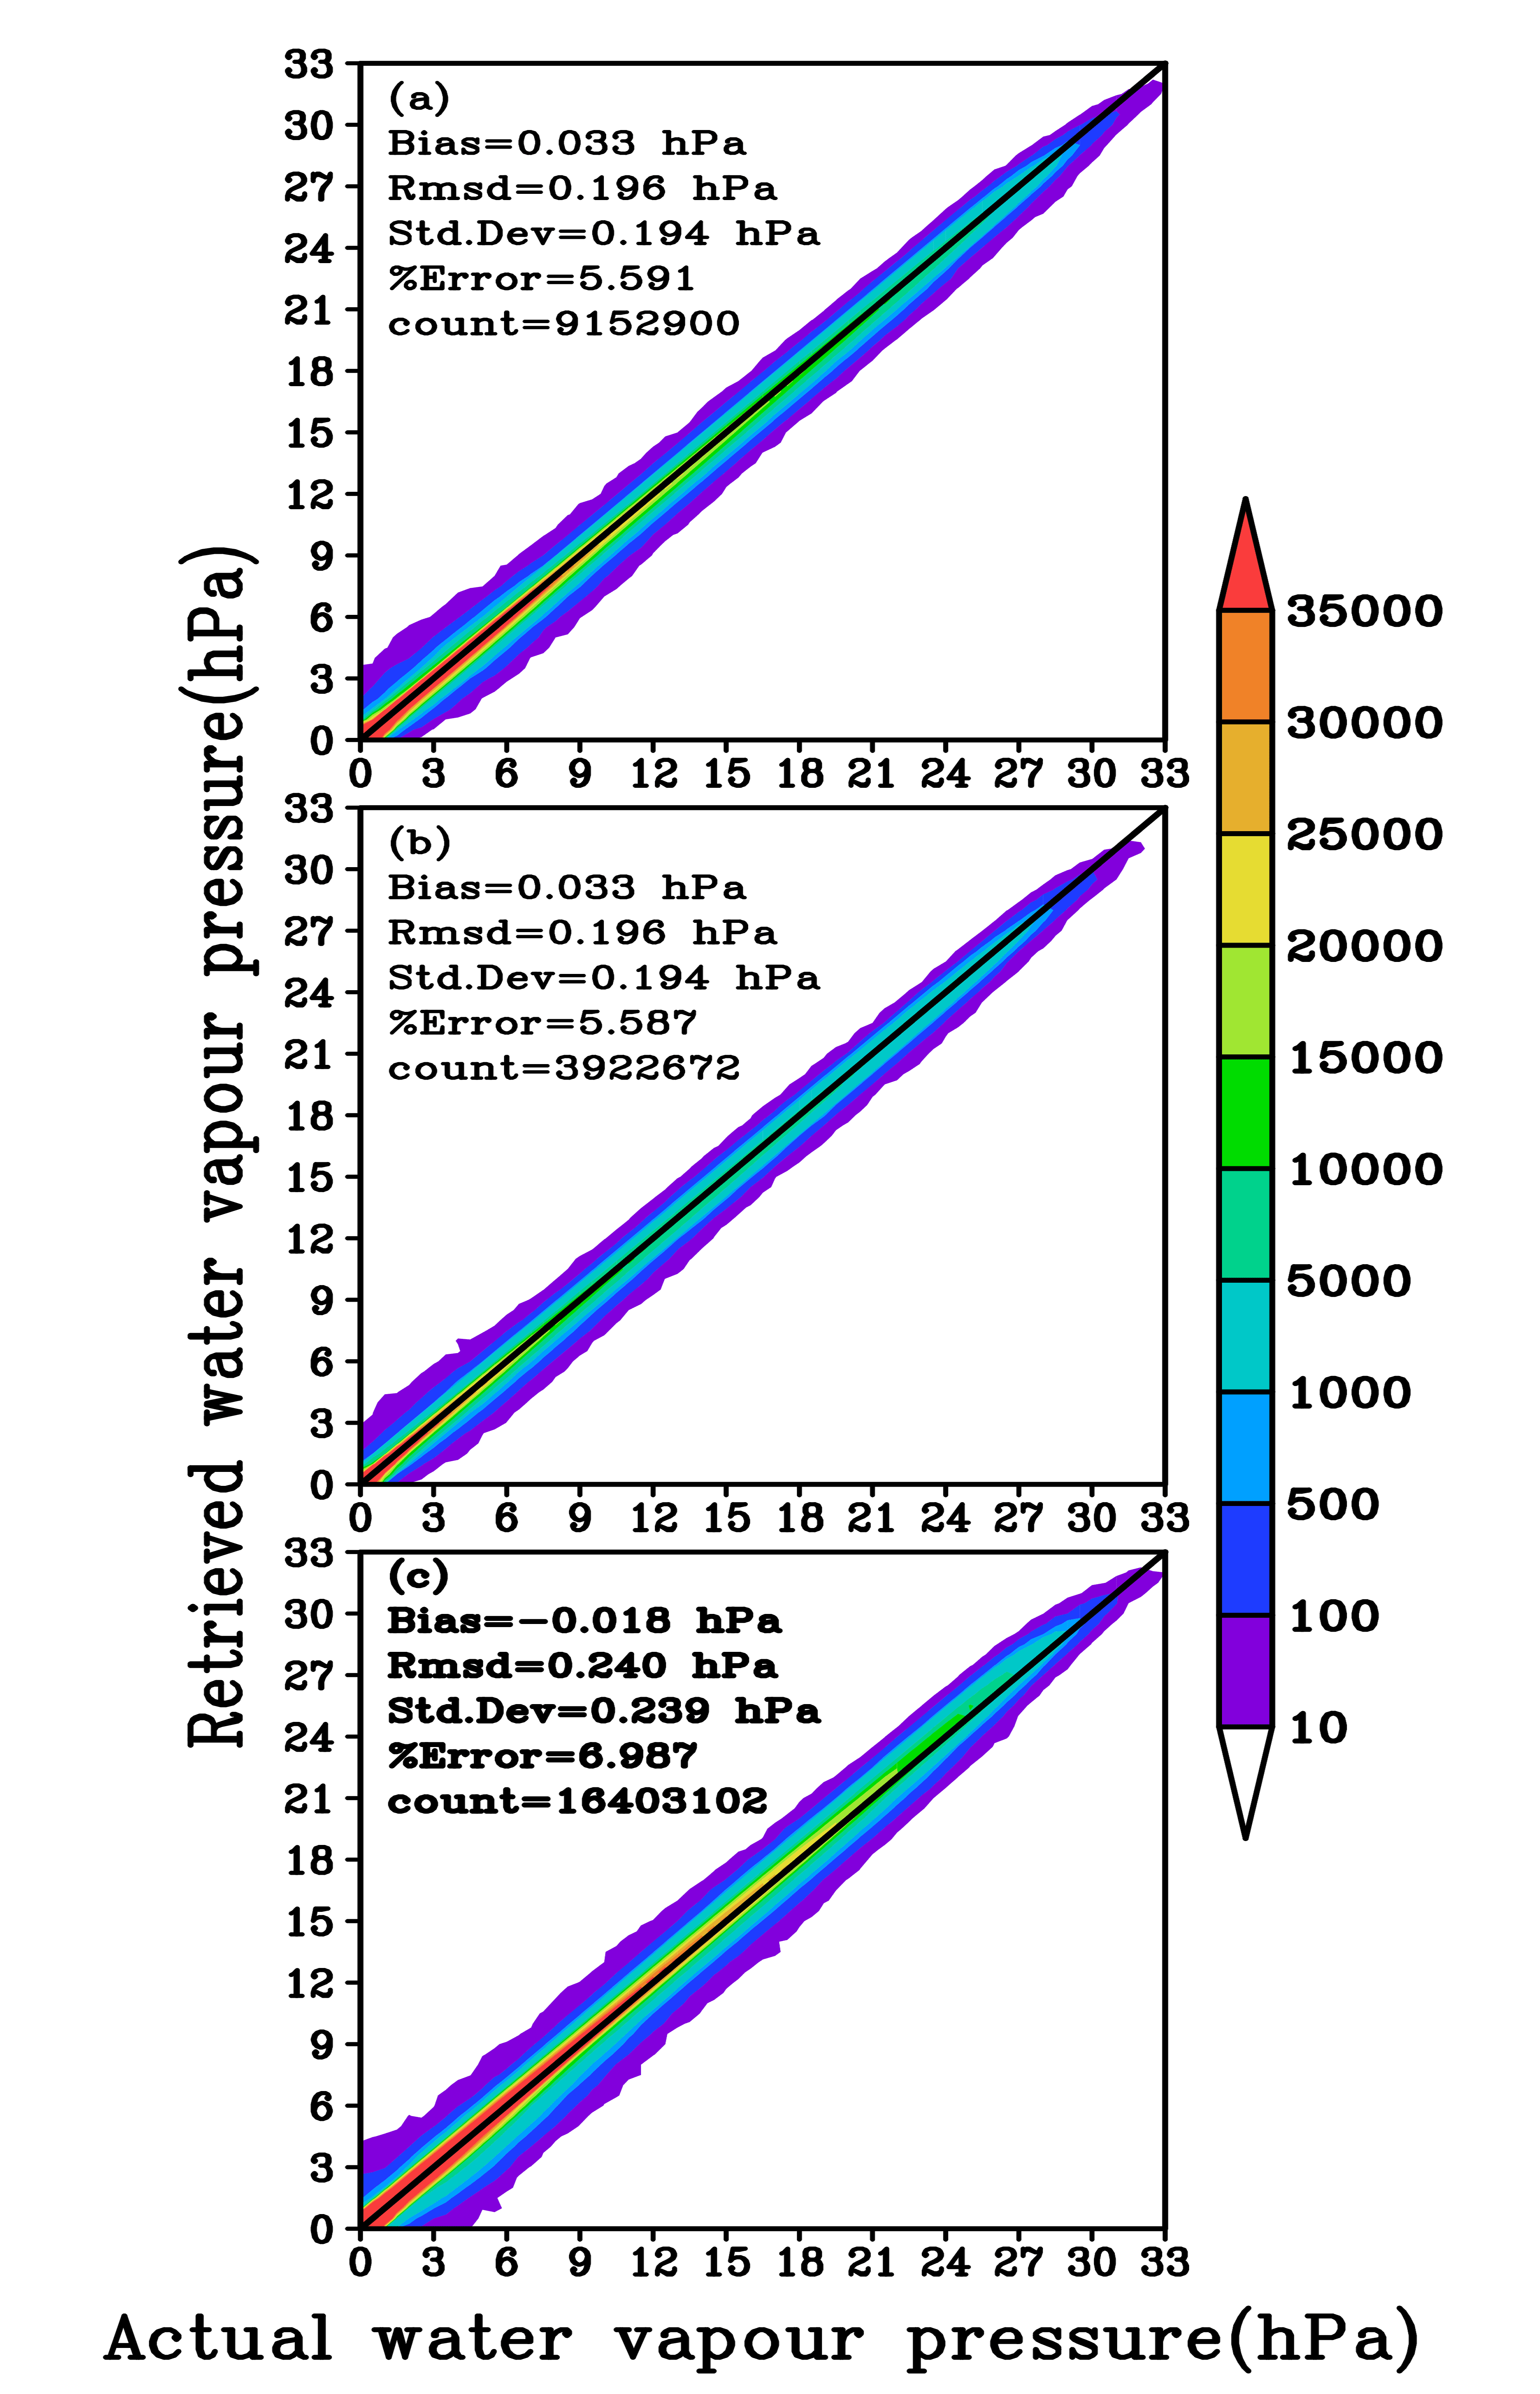 Retrieved water vapour pressure(hPa)
33
30
27
24
21
18
15
12
9
6
3
0
(a)
Bias=0.033 hPa
Rmsd=0.196 hPa
Std.Dev=0.194 hPa
%Error=5.591
count=9152900
0 3 6 9 12 15 18 21 24 27 30 33
33
30
27
24
21
18
15
12
9
6
3
0
(b)
Bias=0.033 hPa
Rmsd=0.196 hPa
Std.Dev=0.194 hPa
%Error=5.587
count=3922672
0 3 6 9 12 15 18 21 24 27 30 33
33
30
27
24
21
18
15
12
9
6
3
0
(c)
Bias=−0.018 hPa
Rmsd=0.240 hPa
Std.Dev=0.239 hPa
%Error=6.987
count=16403102
0 3 6 9 12 15 18 21 24 27 30 33
Actual water vapour pressure(hPa)
35000
30000
25000
20000
15000
10000
5000
1000
500
100
10